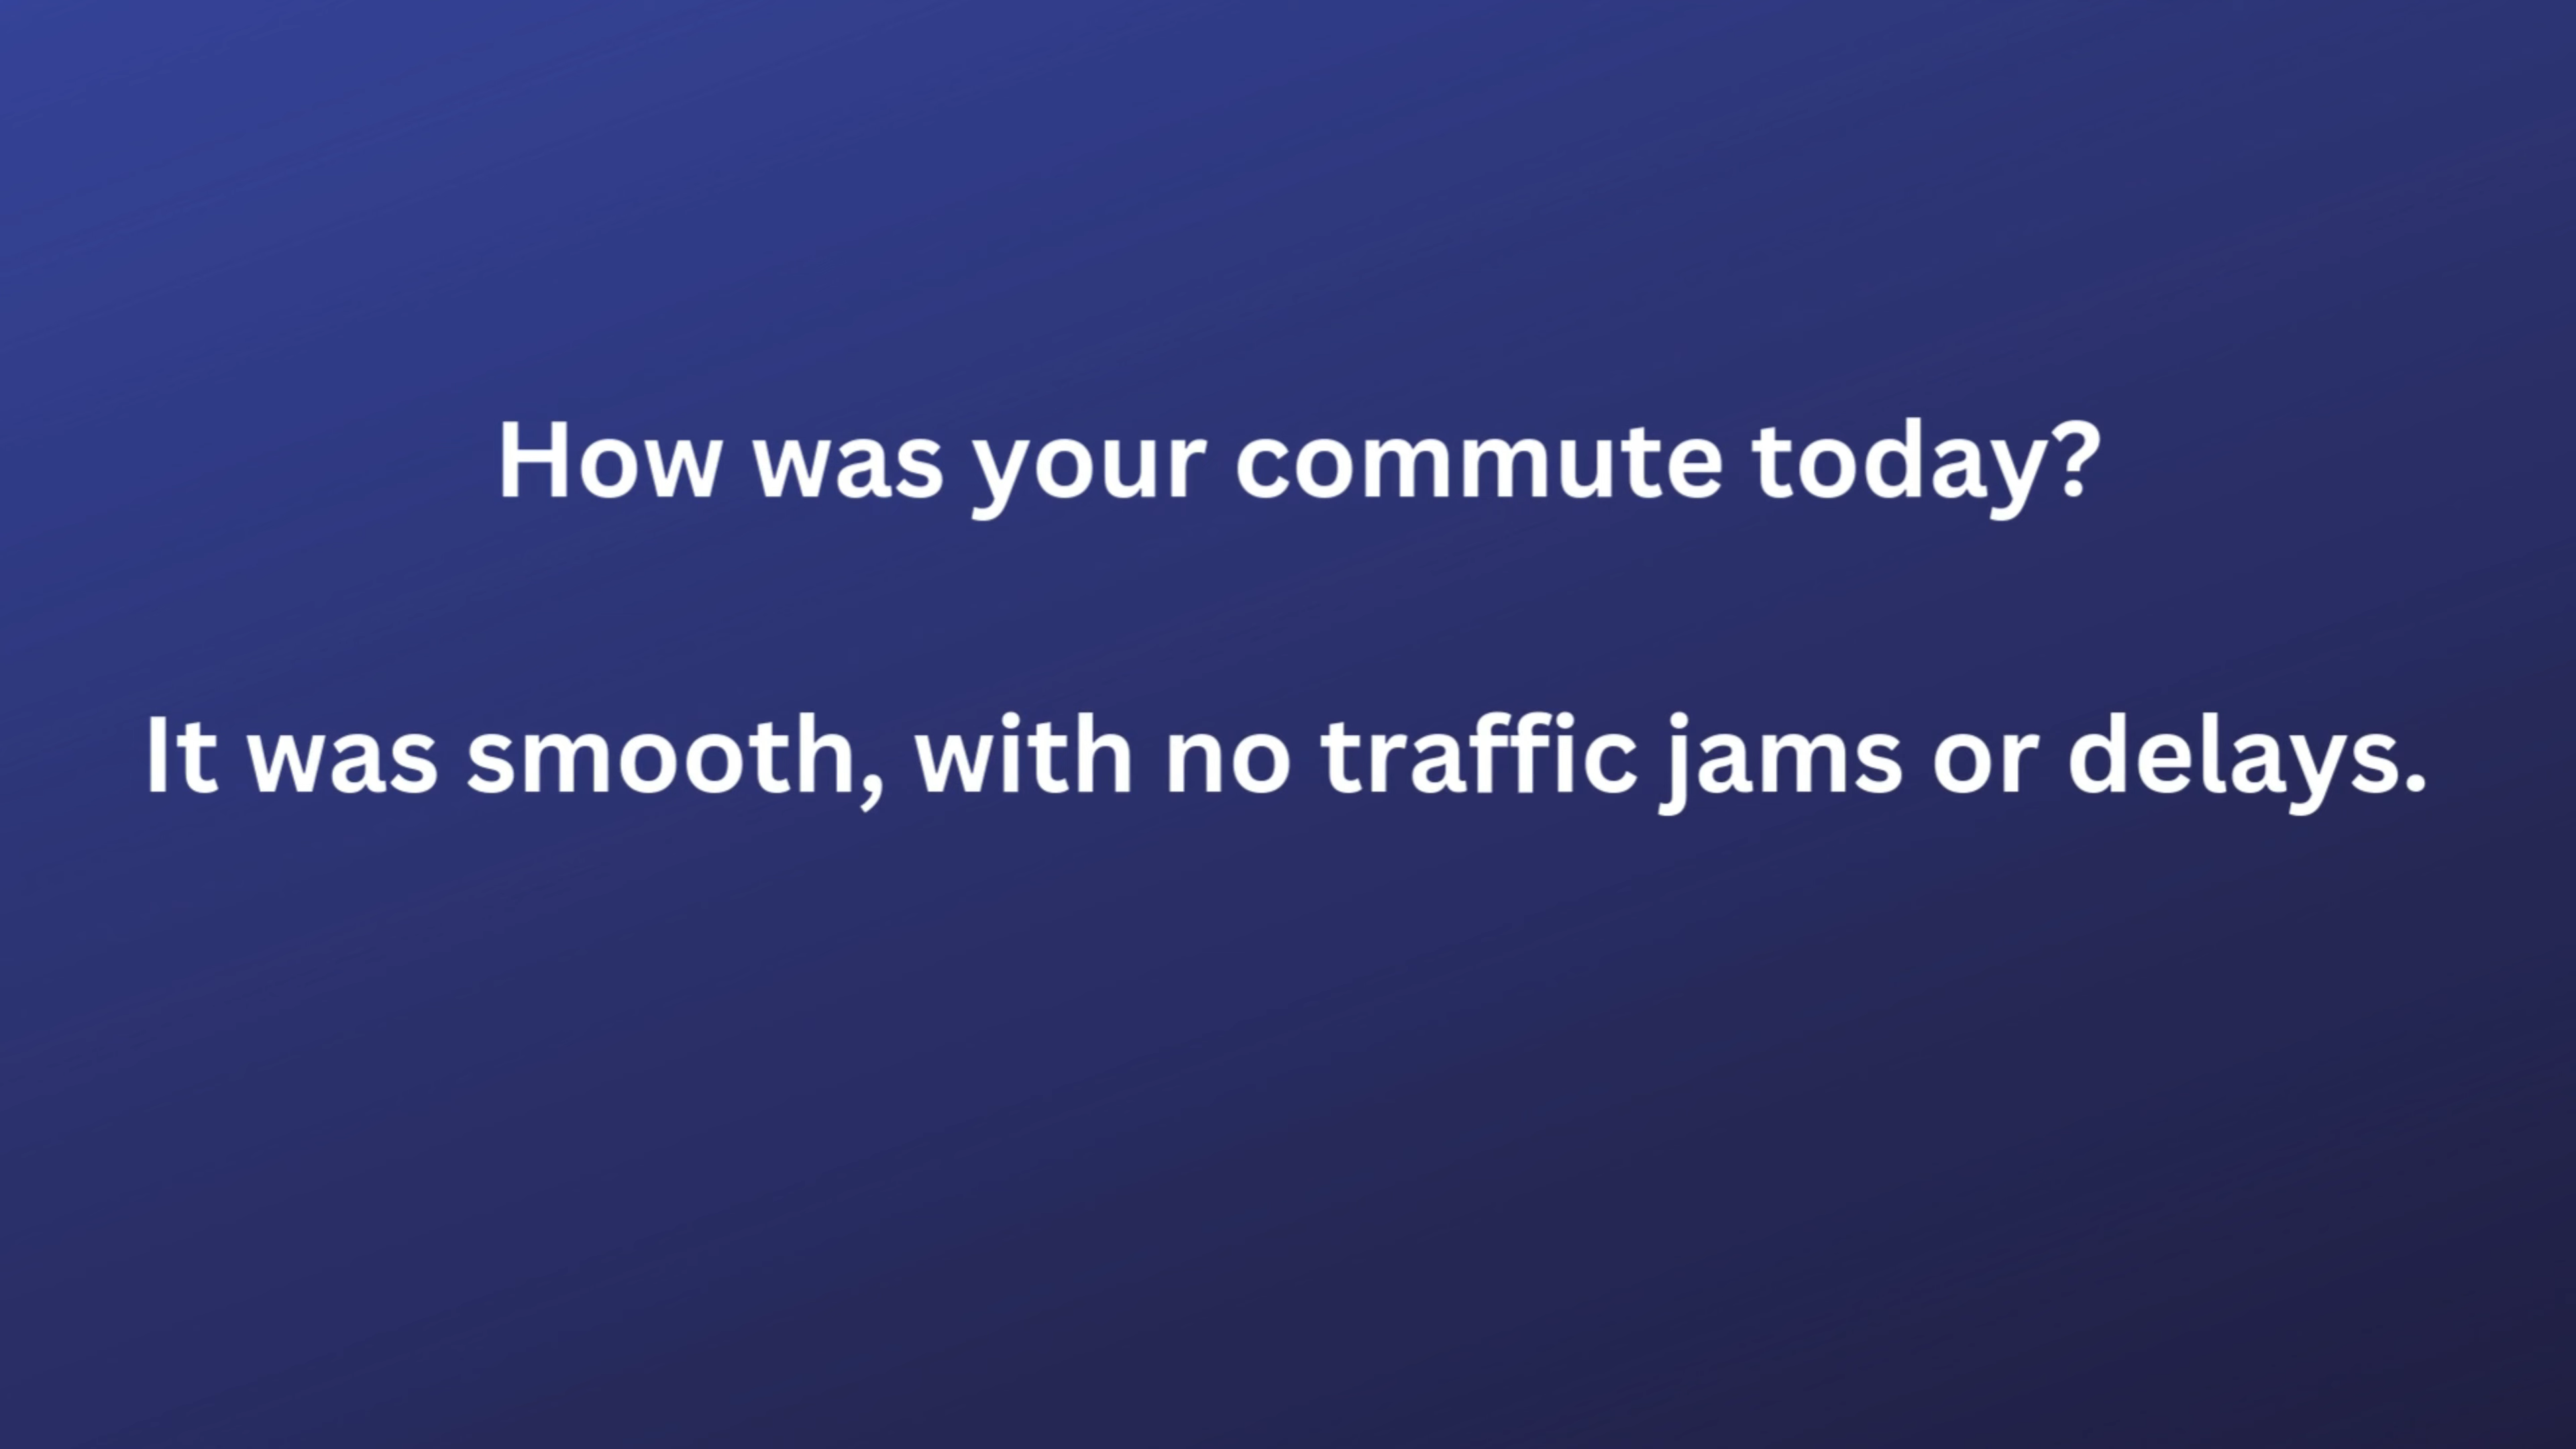 How was your commute today?
It was smooth, with no traffic jams or delays.